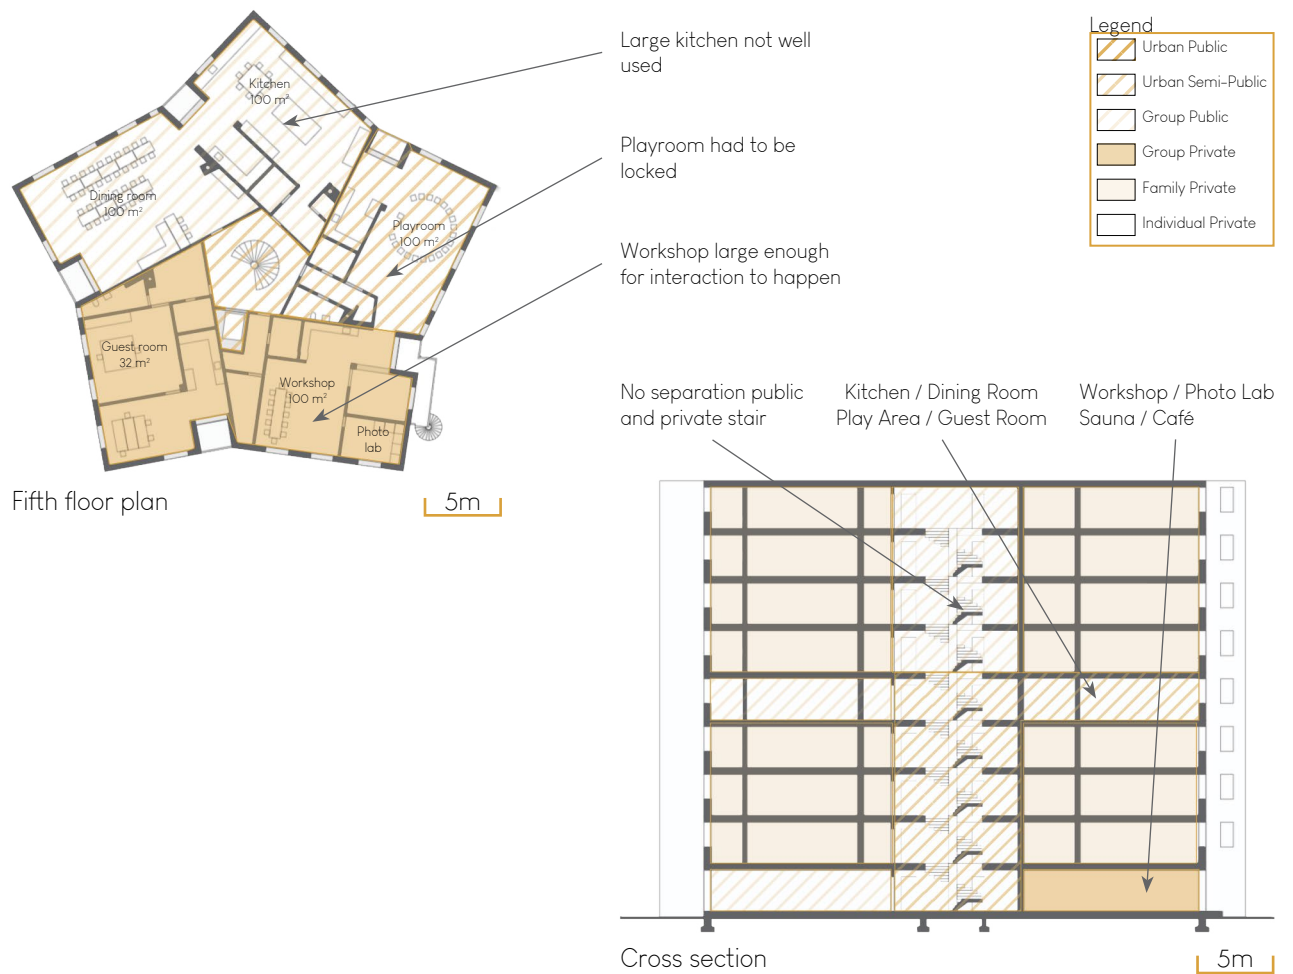 Large kitchen not well
used
Playroom had to be
locked
Workshop large enough
for interaction to happen
Legend
Urban Public
Urban Semi-Public
Group Public
Group Private
Family Private
Individual Private
Kitchen
100 m²
Dining room
100 m²
Playroom
100 m²
Guest room
32 m²
Workshop
100 m²
Photo
lab
Fifth floor plan
5m
No separation public
and private stair
Kitchen / Dining Room
Play Area / Guest Room
Workshop / Photo Lab
Sauna / Café
Cross section
5m